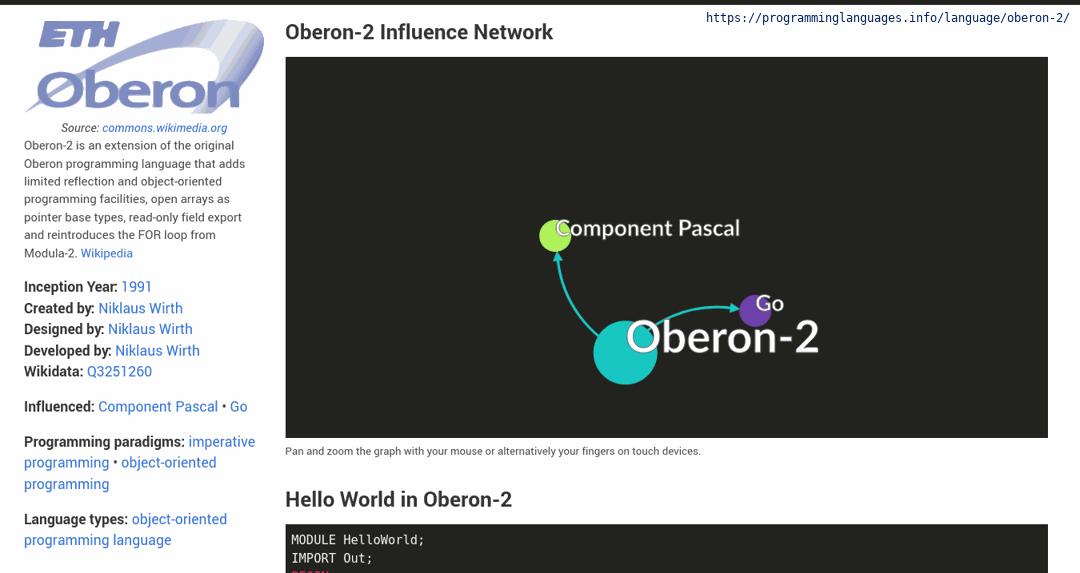 https://programminglanguages.info/language/oberon-2/
ETH
Oberon
Source: commons.wikimedia.org
Oberon-2 is an extension of the original
Oberon programming language that adds
limited reflection and object-oriented
programming facilities, open arrays as
pointer base types, read-only field export
and reintroduces the FOR loop from
Modula-2. Wikipedia
Inception Year: 1991
Created by: Niklaus Wirth
Designed by: Niklaus Wirth
Developed by: Niklaus Wirth
Wikidata: Q3251260
Influenced: Component Pascal • Go
Programming paradigms: imperative
programming • object-oriented
programming
Language types: object-oriented
programming language
Oberon-2 Influence Network
Component Pascal
Go
Oberon-2
Pan and zoom the graph with your mouse or alternatively your fingers on touch devices.
Hello World in Oberon-2
MODULE HelloWorld;
IMPORT Out;